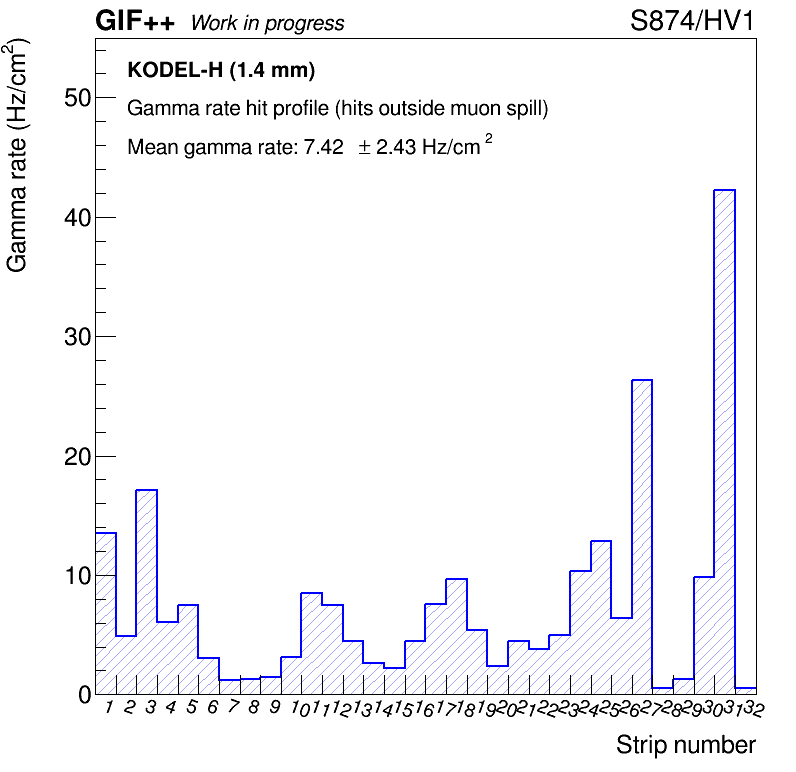 GIF++ Work in progress S874/HV1
Gamma rate (Hz/cm²)
KODEL-H (1.4 mm)
Gamma rate hit profile (hits outside muon spill)
Mean gamma rate: 7.42 ± 2.43 Hz/cm²
50
40
30
20
10
0
1 2 3 4 5 6 7 8 9 10 11 12 13 14 15 16 17 18 19 20 21 22 23 24 25 26 27 28 29 30 31 32
Strip number